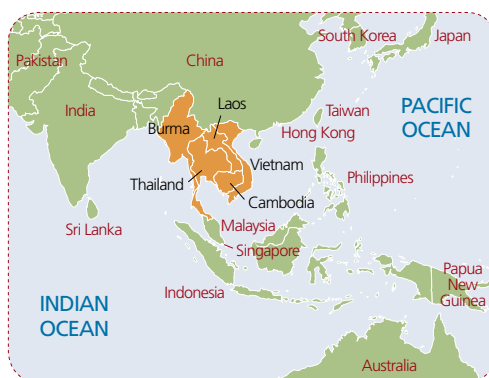 South Korea
Japan
Pakistan
China
India
Laos
Taiwan
PACIFIC
OCEAN
Burma
Hong Kong
Vietnam
Thailand
Philippines
Cambodia
Sri Lanka
Malaysia
Singapore
Papua
New
Guinea
Indonesia
INDIAN
OCEAN
Australia